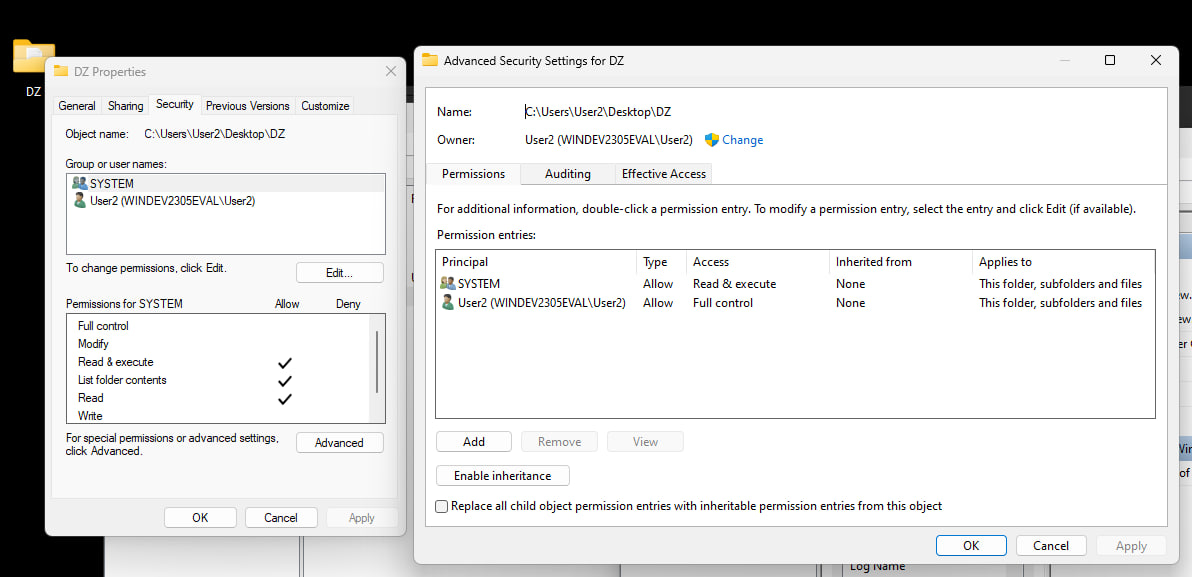 DZ
DZ Properties
General Sharing Security Previous Versions Customize
Object name: C:\Users\User2\Desktop\DZ
Group or user names:
SYSTEM
User2 (WINDEV2305EVAL\User2)
To change permissions, click Edit.
Edit...
Permissions for SYSTEM Allow Deny
Full control
Modify
Read & execute
List folder contents
Read
Write
For special permissions or advanced settings,
click Advanced.
Advanced
OK Cancel Apply
Advanced Security Settings for DZ
Name: C:\Users\User2\Desktop\DZ
Owner: User2 (WINDEV2305EVAL\User2) Change
Permissions Auditing Effective Access
For additional information, double-click a permission entry. To modify a permission entry, select the entry and click Edit (if available).
Permission entries:
Principal Type Access Inherited from Applies to
SYSTEM Allow Read & execute None This folder, subfolders and files
User2 (WINDEV2305EVAL\User2) Allow Full control None This folder, subfolders and files
Add Remove View
Enable inheritance
Replace all child object permission entries with inheritable permission entries from this object
OK Cancel Apply
Log Name
of